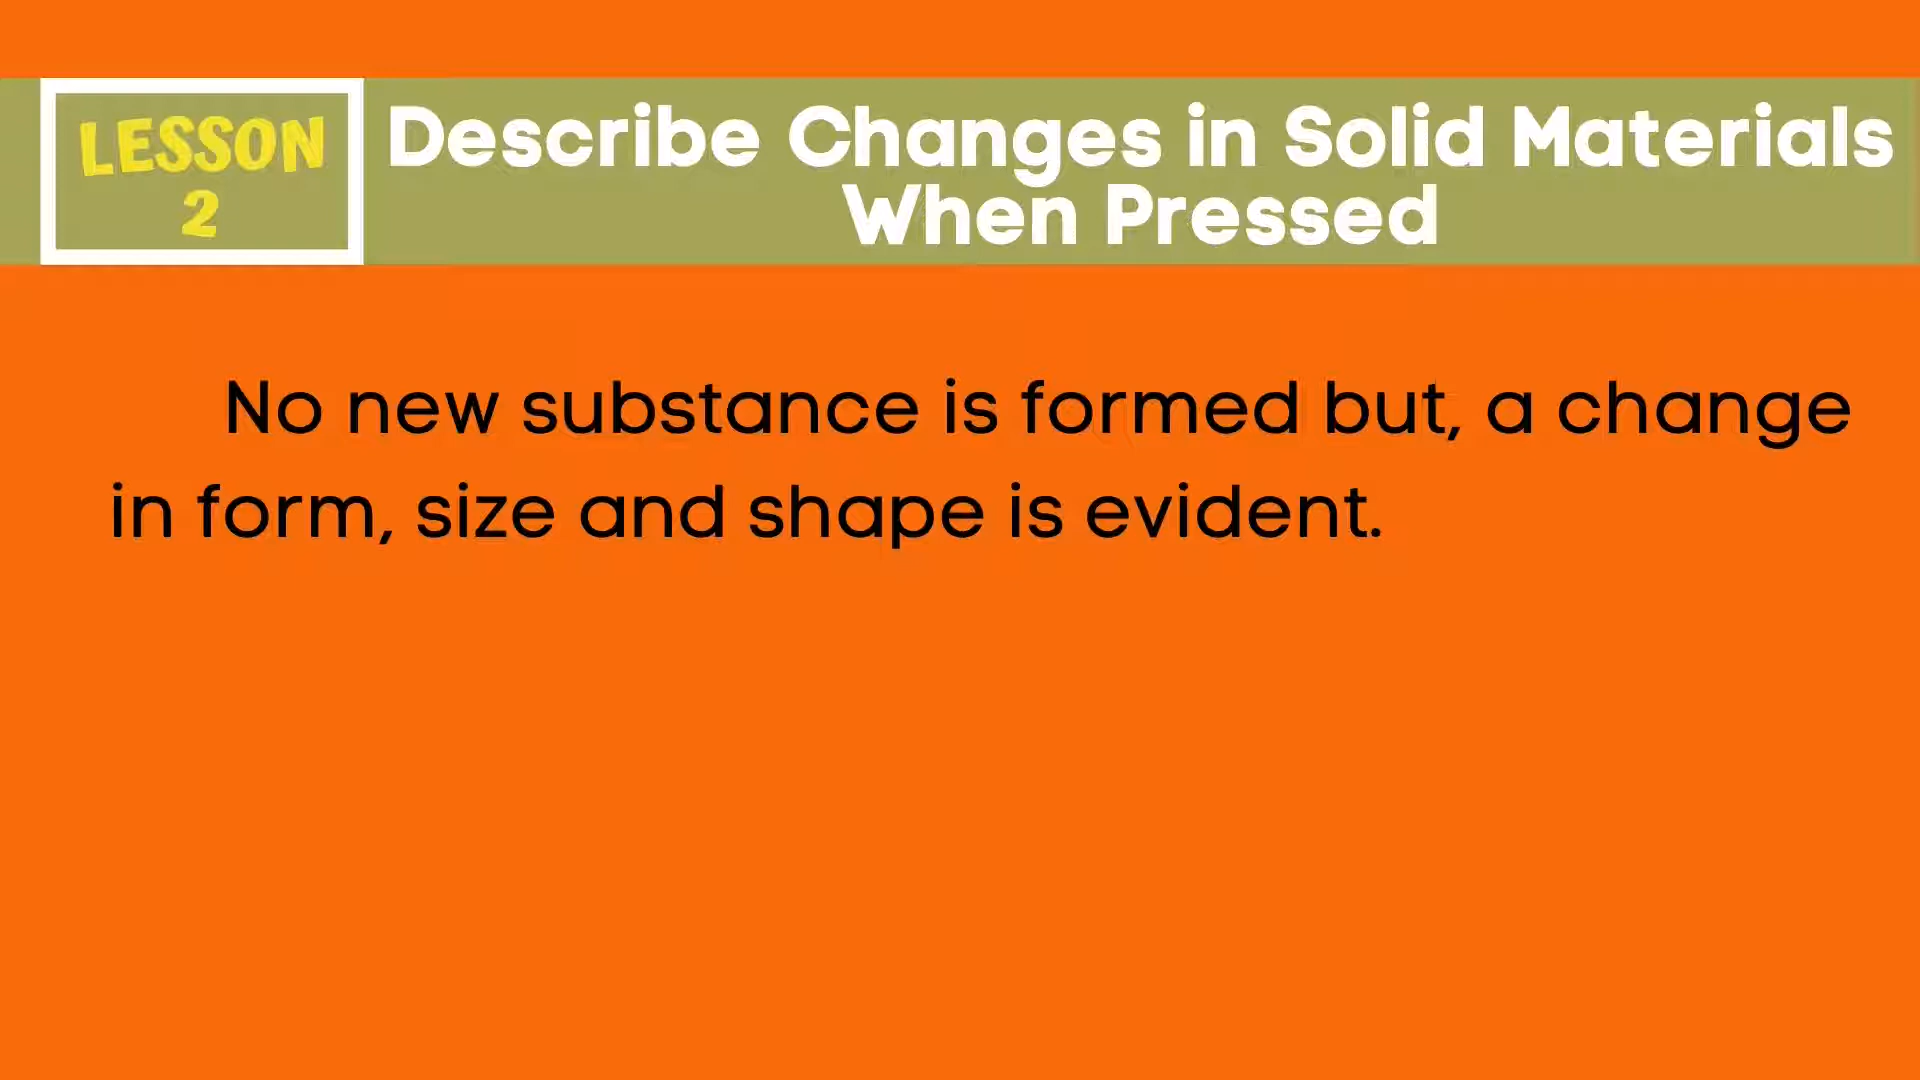 LESSON
2
Describe Changes in Solid Materials
When Pressed
No new substance is formed but, a change
in form, size and shape is evident.